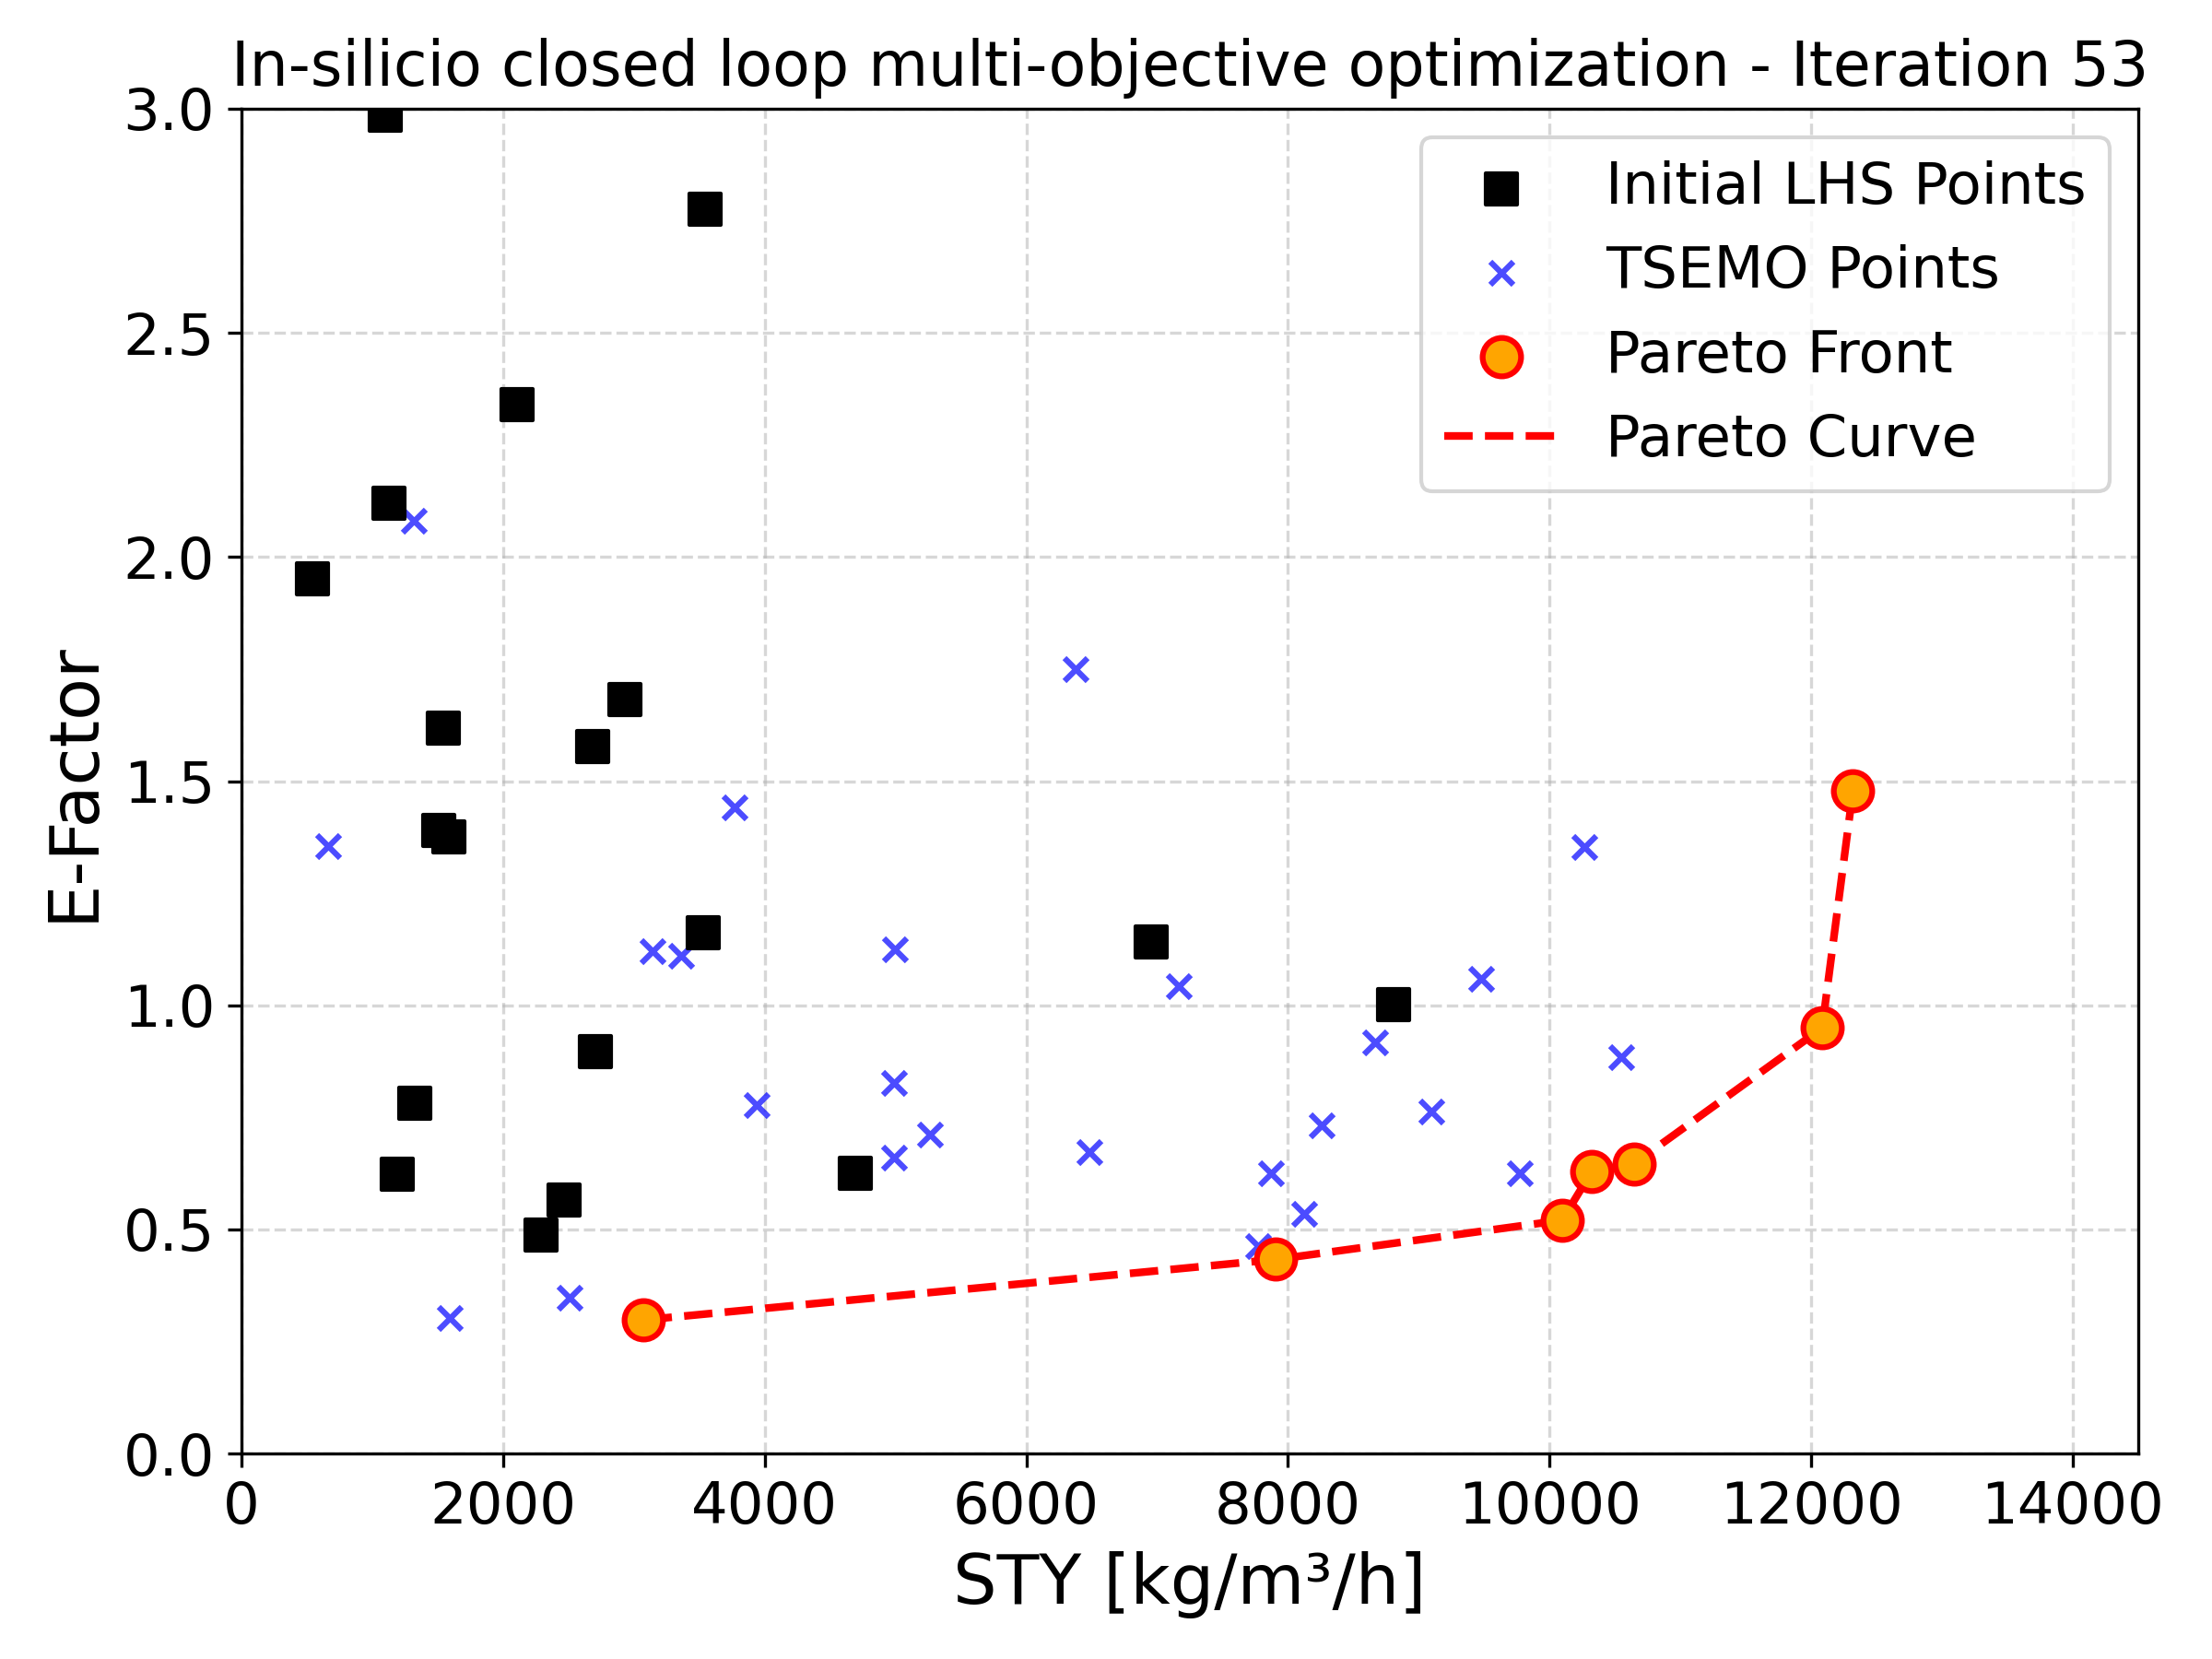 In-silicio closed loop multi-objective optimization - Iteration 53
3.0
2.5
2.0
1.5
1.0
0.5
0.0
E-Factor
Initial LHS Points
TSEMO Points
Pareto Front
Pareto Curve
0 2000 4000 6000 8000 10000 12000 14000
STY [kg/m³/h]